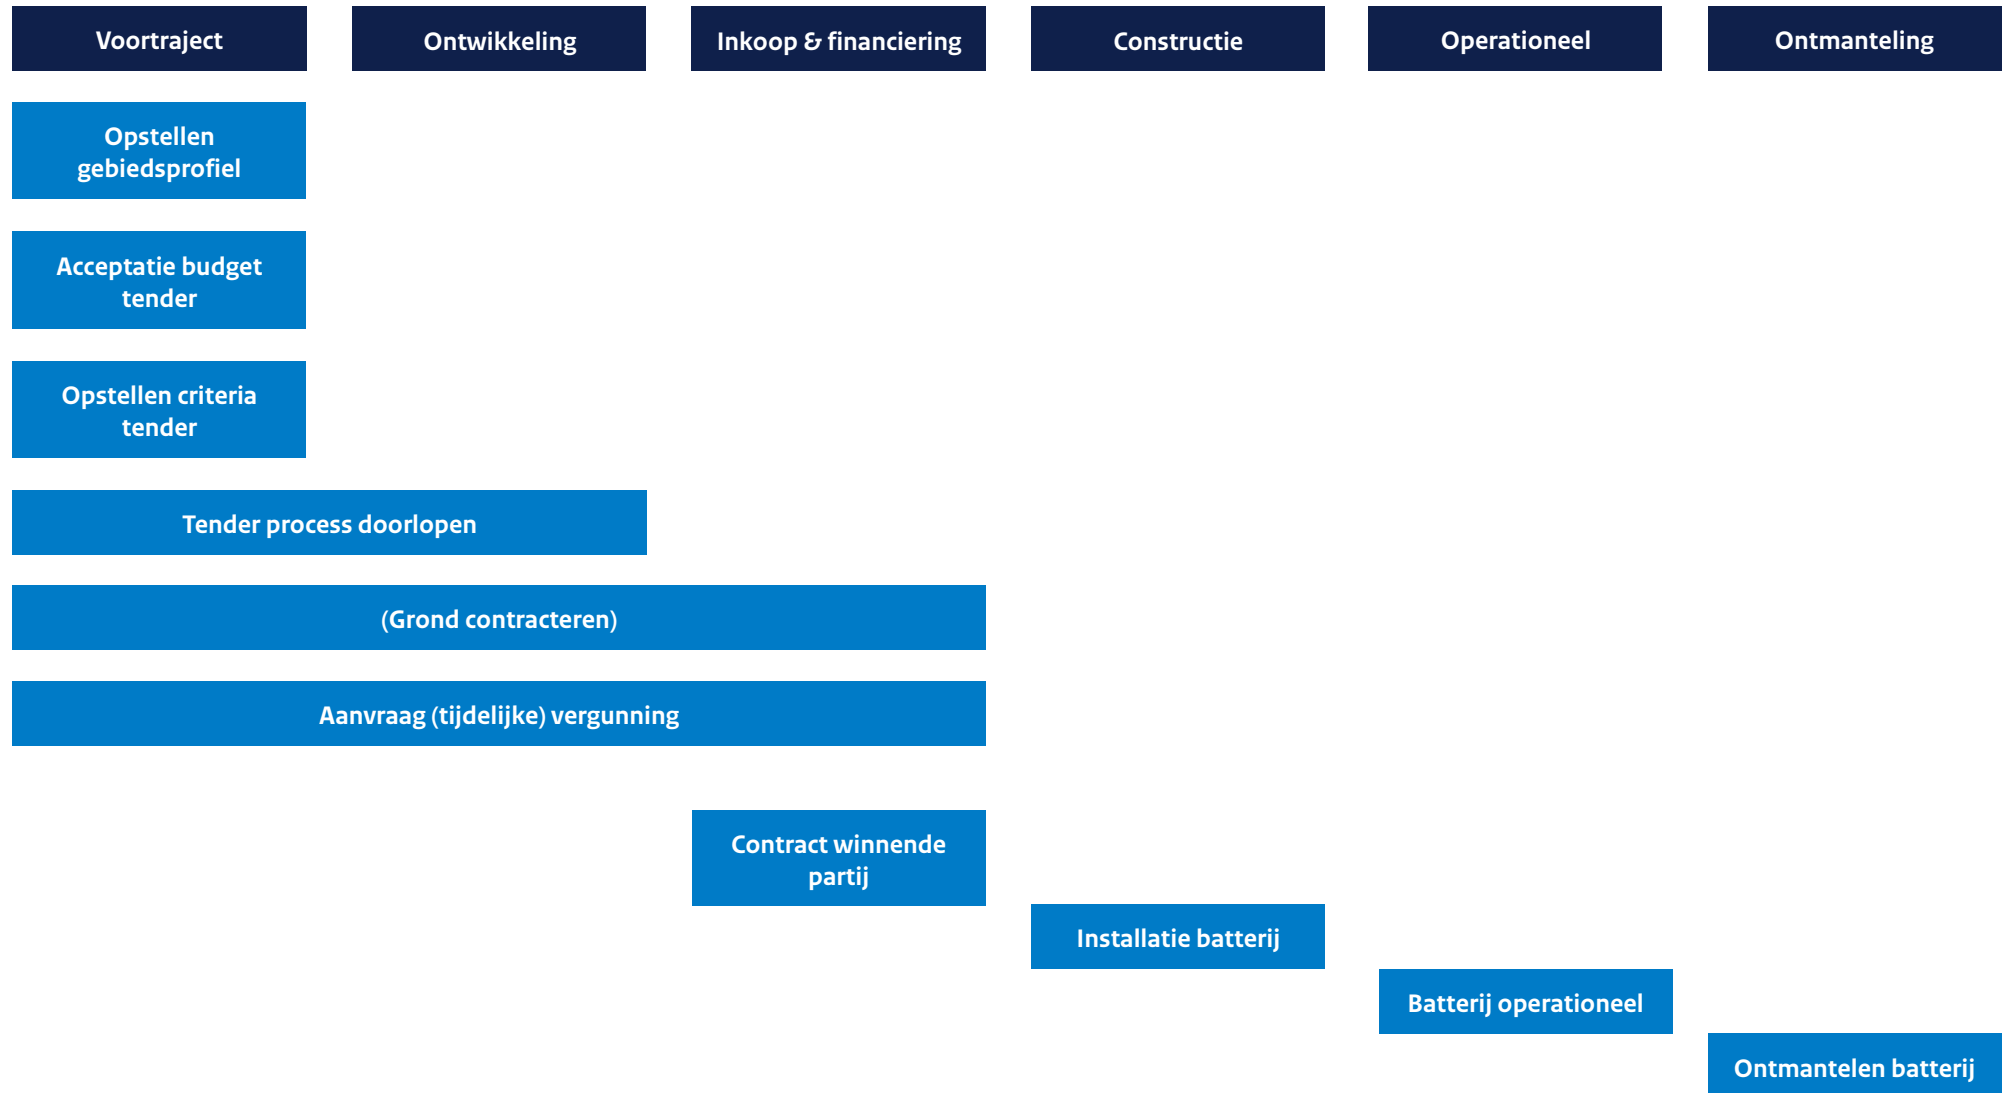 Voortraject
Ontwikkeling
Inkoop & financiering
Constructie
Operationeel
Ontmanteling
Opstellen
gebiedsprofiel
Acceptatie budget
tender
Opstellen criteria
tender
Tender process doorlopen
(Grond contracteren)
Aanvraag (tijdelijke) vergunning
Contract winnende
partij
Installatie batterij
Batterij operationeel
Ontmantelen batterij